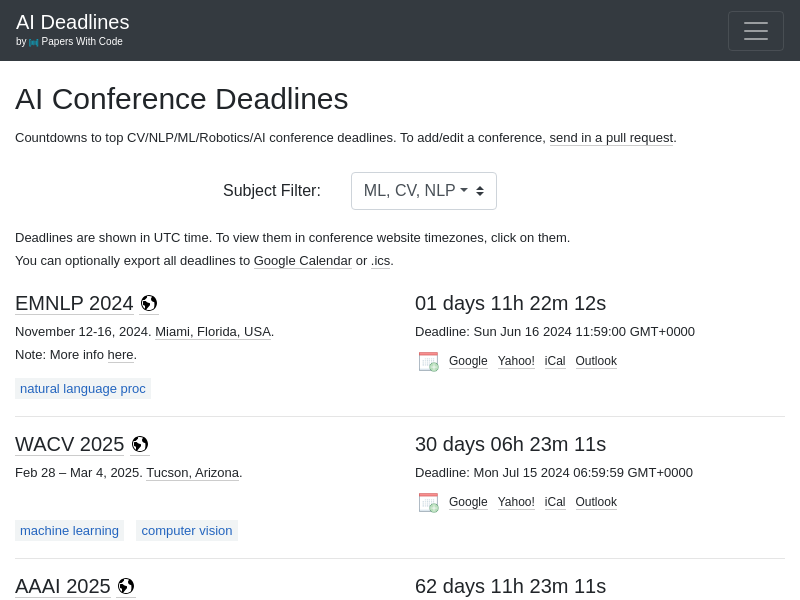 AI Deadlines
by Papers With Code
AI Conference Deadlines
Countdowns to top CV/NLP/ML/Robotics/AI conference deadlines. To add/edit a conference, send in a pull request.
Subject Filter: ML, CV, NLP
Deadlines are shown in UTC time. To view them in conference website timezones, click on them.
You can optionally export all deadlines to Google Calendar or .ics.
EMNLP 2024
November 12-16, 2024. Miami, Florida, USA.
Note: More info here.
natural language proc
01 days 11h 22m 12s
Deadline: Sun Jun 16 2024 11:59:00 GMT+0000
Google Yahoo! iCal Outlook
WACV 2025
Feb 28 – Mar 4, 2025. Tucson, Arizona.
machine learning computer vision
30 days 06h 23m 11s
Deadline: Mon Jul 15 2024 06:59:59 GMT+0000
Google Yahoo! iCal Outlook
AAAI 2025
62 days 11h 23m 11s